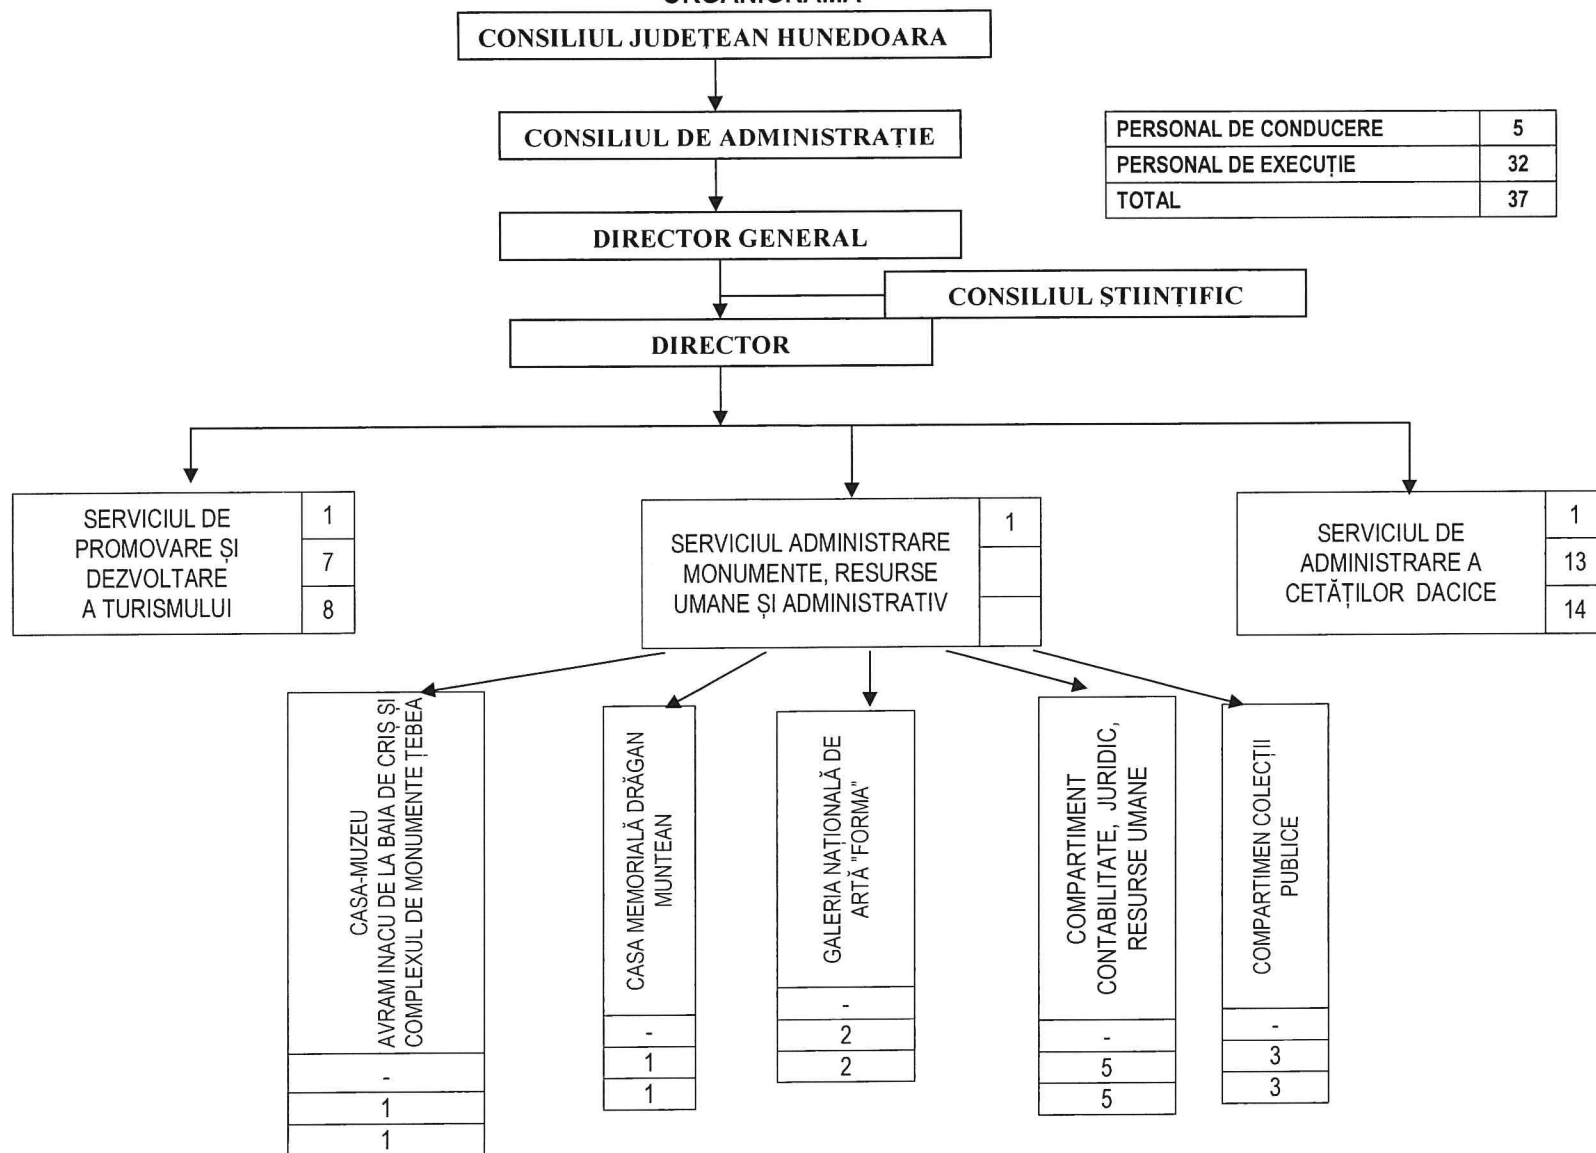 ORGANIGRAMA
CONSILIUL JUDEȚEAN HUNEDOARA
CONSILIUL DE ADMINISTRAȚIE
PERSONAL DE CONDUCERE 5
PERSONAL DE EXECUȚIE 32
TOTAL 37
DIRECTOR GENERAL
CONSILIUL ȘTIINȚIFIC
DIRECTOR
SERVICIUL DE
PROMOVARE ȘI
DEZVOLTARE
A TURISMULUI
1
7
8
SERVICIUL ADMINISTRARE
MONUMENTE, RESURSE
UMANE ȘI ADMINISTRATIV
1
SERVICIUL DE
ADMINISTRARE A
CETĂȚILOR DACICE
1
13
14
CASA-MUZEU
AVRAM INACU DE LA BAIA DE CRIȘ ȘI
COMPLEXUL DE MONUMENTE ȚEBEA
-
1
1
CASA MEMORIALĂ DRĂGAN
MUNTEAN
-
1
1
GALERIA NAȚIONALĂ DE
ARTĂ "FORMA"
-
2
2
COMPARTIMENT
CONTABILITATE, JURIDIC,
RESURSE UMANE
-
5
5
COMPARTIMEN COLECȚII
PUBLICE
-
3
3